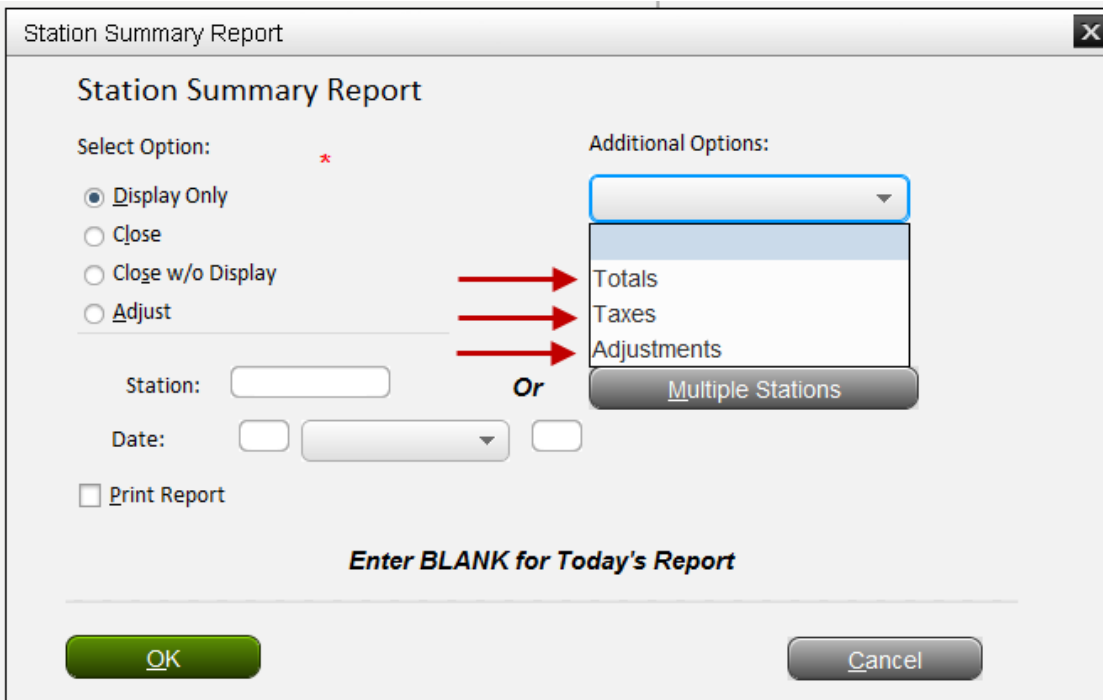 Station Summary Report
X
Station Summary Report
Select Option:
*
Additional Options:
Display Only
Close
Close w/o Display
Adjust
Totals
Taxes
Adjustments
Station:
Or
Multiple Stations
Date:
Print Report
Enter BLANK for Today's Report
OK
Cancel